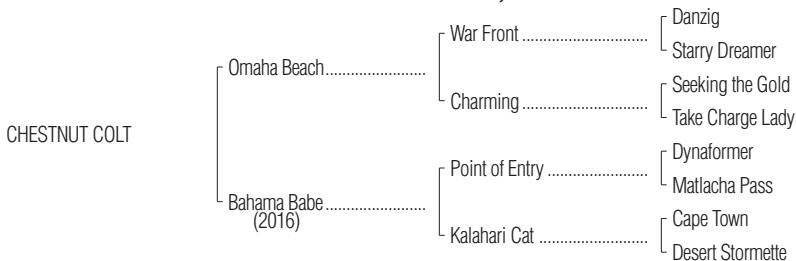 Danzig
War Front ..............................
Starry Dreamer
Omaha Beach........................
Seeking the Gold
Charming ..............................
Take Charge Lady
CHESTNUT COLT
Dynaformer
Point of Entry ........................
Matlacha Pass
Bahama Babe........................
(2016)
Cape Town
Kalahari Cat ..........................
Desert Stormette